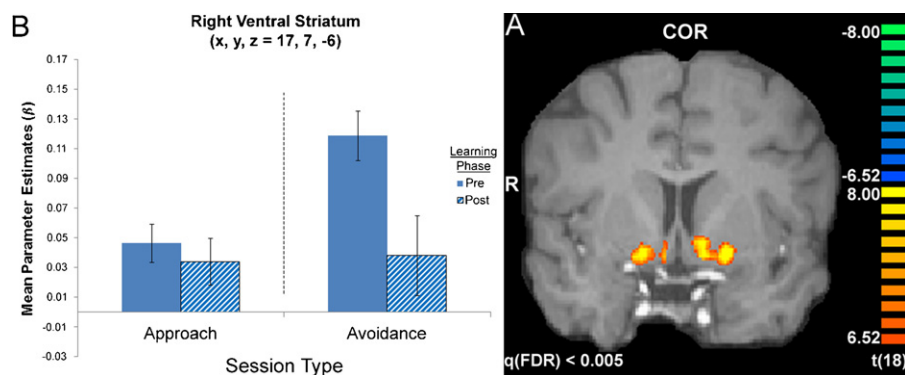 B
Right Ventral Striatum
(x, y, z = 17, 7, -6)
0.17
0.15
0.13
0.11
0.09
0.07
0.05
0.03
0.01
-0.01
-0.03
Mean Parameter Estimates (β)
Learning
Phase
Pre
Post
Approach
Avoidance
Session Type
A
COR
R
-8.00
-6.52
8.00
6.52
q(FDR) < 0.005
t(18)